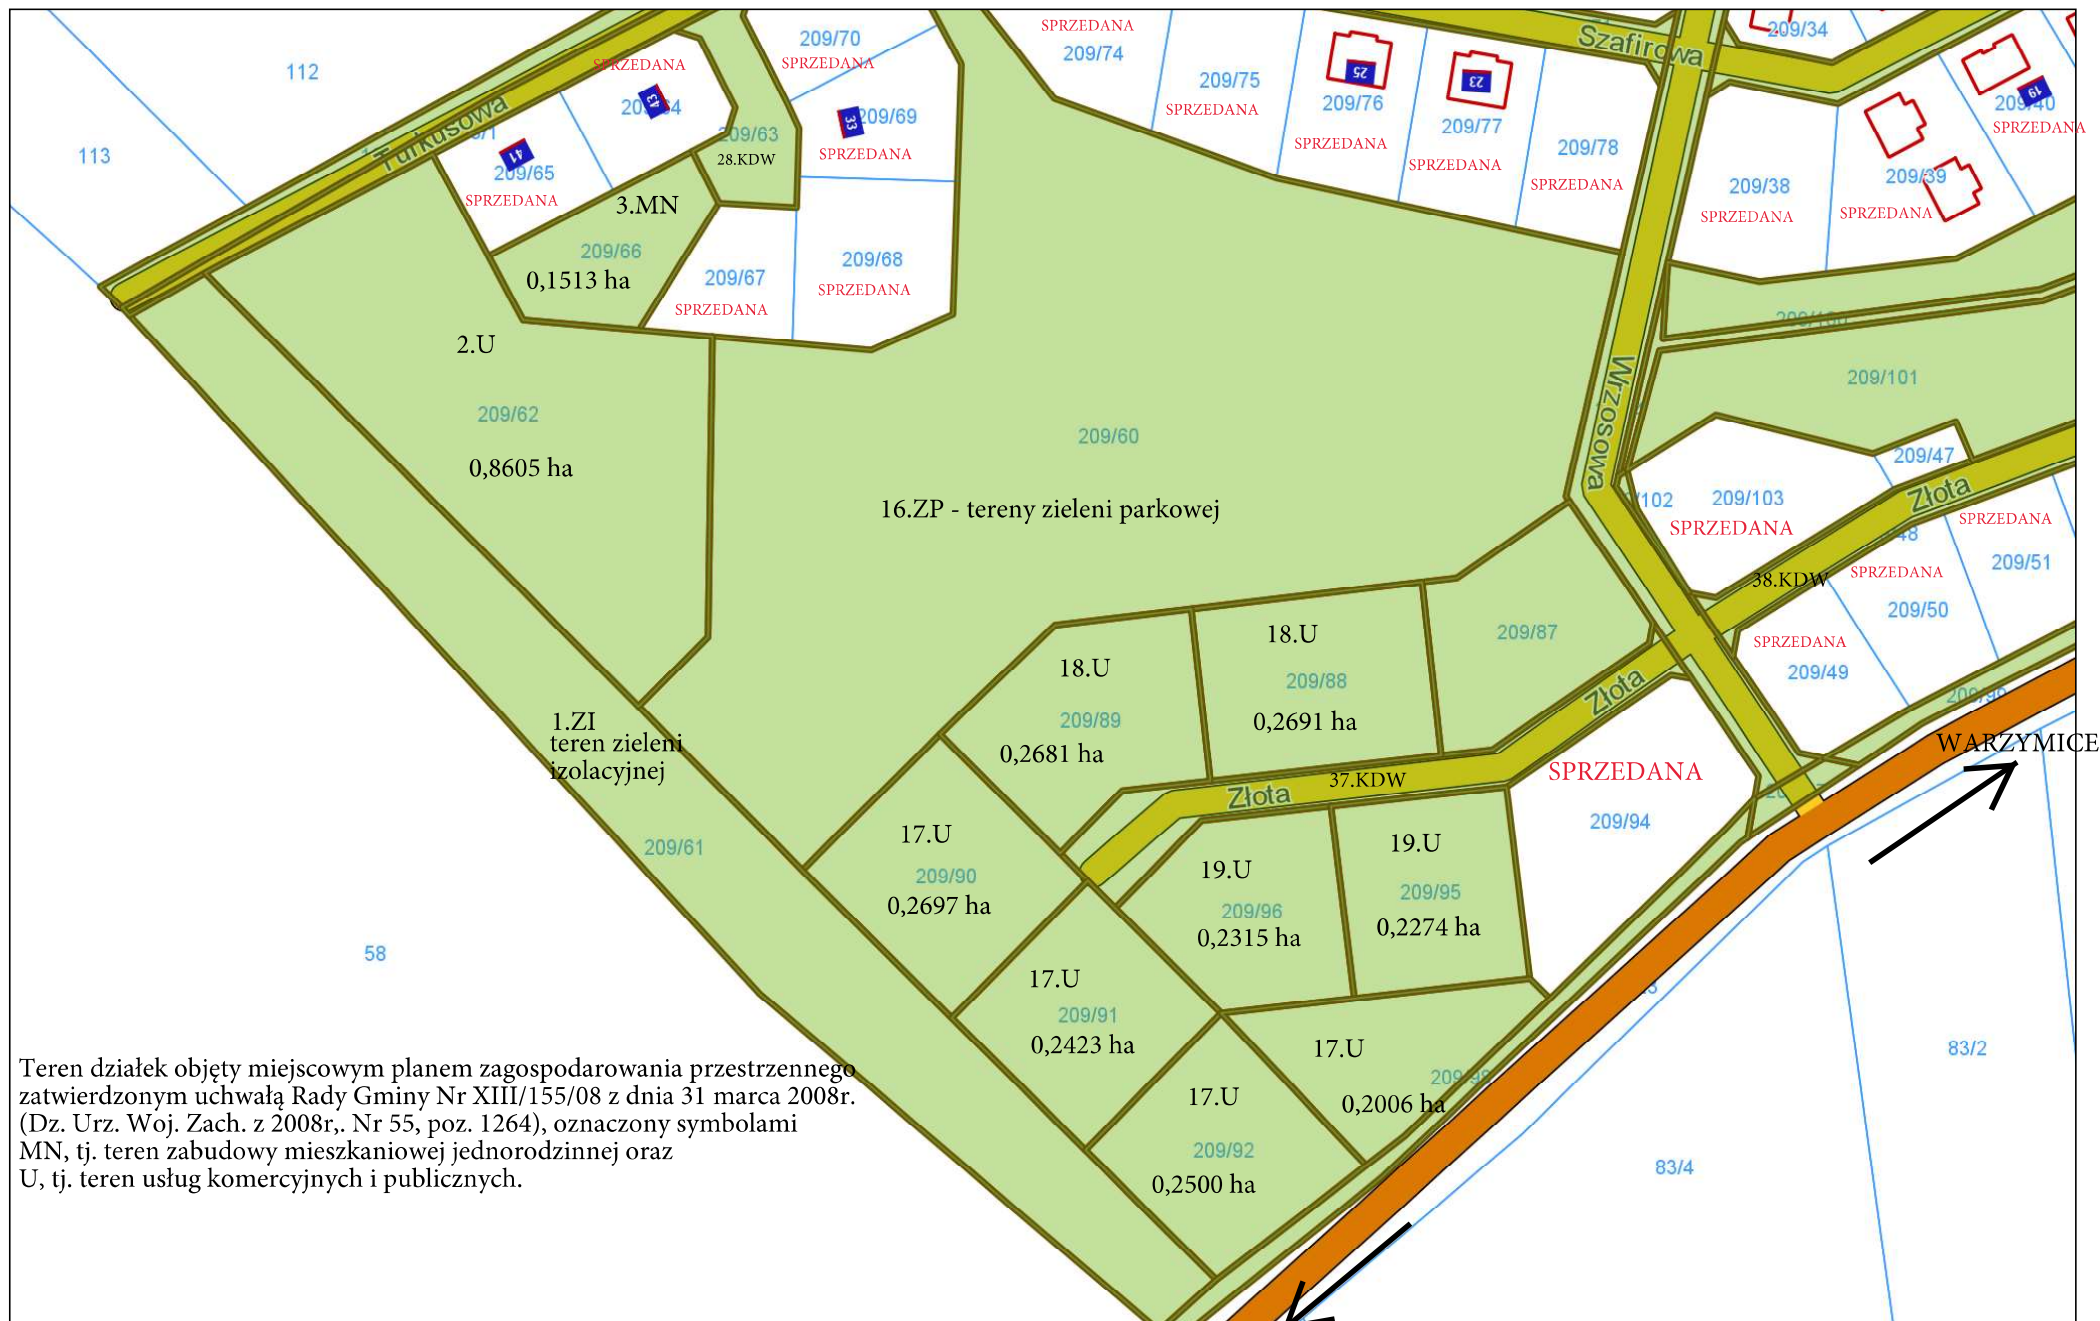 SPRZEDANA
209/74
209/70
SPRZEDANA
Szafirowa
209/34
112
SPRZEDANA
43
Turkusowa
209/75
SPRZEDANA
25
209/76
SPRZEDANA
23
209/77
SPRZEDANA
209/78
SPRZEDANA
19
209/40
SPRZEDANA
113
41
209/65
SPRZEDANA
209/63
28.KDW
33
209/69
SPRZEDANA
209/38
SPRZEDANA
209/39
SPRZEDANA
3.MN
209/66
0,1513 ha
209/67
SPRZEDANA
209/68
SPRZEDANA
2.U
209/62
0,8605 ha
209/60
16.ZP - tereny zieleni parkowej
Wrzosowa
209/101
209/47
/102
209/103
SPRZEDANA
Złota
SPRZEDANA
209/51
38.KDW
SPRZEDANA
209/50
SPRZEDANA
209/49
18.U
209/89
0,2681 ha
18.U
209/88
0,2691 ha
209/87
Złota
1.ZI
teren zieleni
izolacyjnej
209/61
Złota
37.KDW
SPRZEDANA
209/94
WARZYMICE
17.U
209/90
0,2697 ha
19.U
209/96
0,2315 ha
19.U
209/95
0,2274 ha
58
17.U
209/91
0,2423 ha
17.U
0,2006 ha
17.U
209/92
0,2500 ha
83/2
83/4
Teren działek objęty miejscowym planem zagospodarowania przestrzennego
zatwierdzonym uchwałą Rady Gminy Nr XIII/155/08 z dnia 31 marca 2008r.
(Dz. Urz. Woj. Zach. z 2008r,. Nr 55, poz. 1264), oznaczony symbolami
MN, tj. teren zabudowy mieszkaniowej jednorodzinnej oraz
U, tj. teren usług komercyjnych i publicznych.